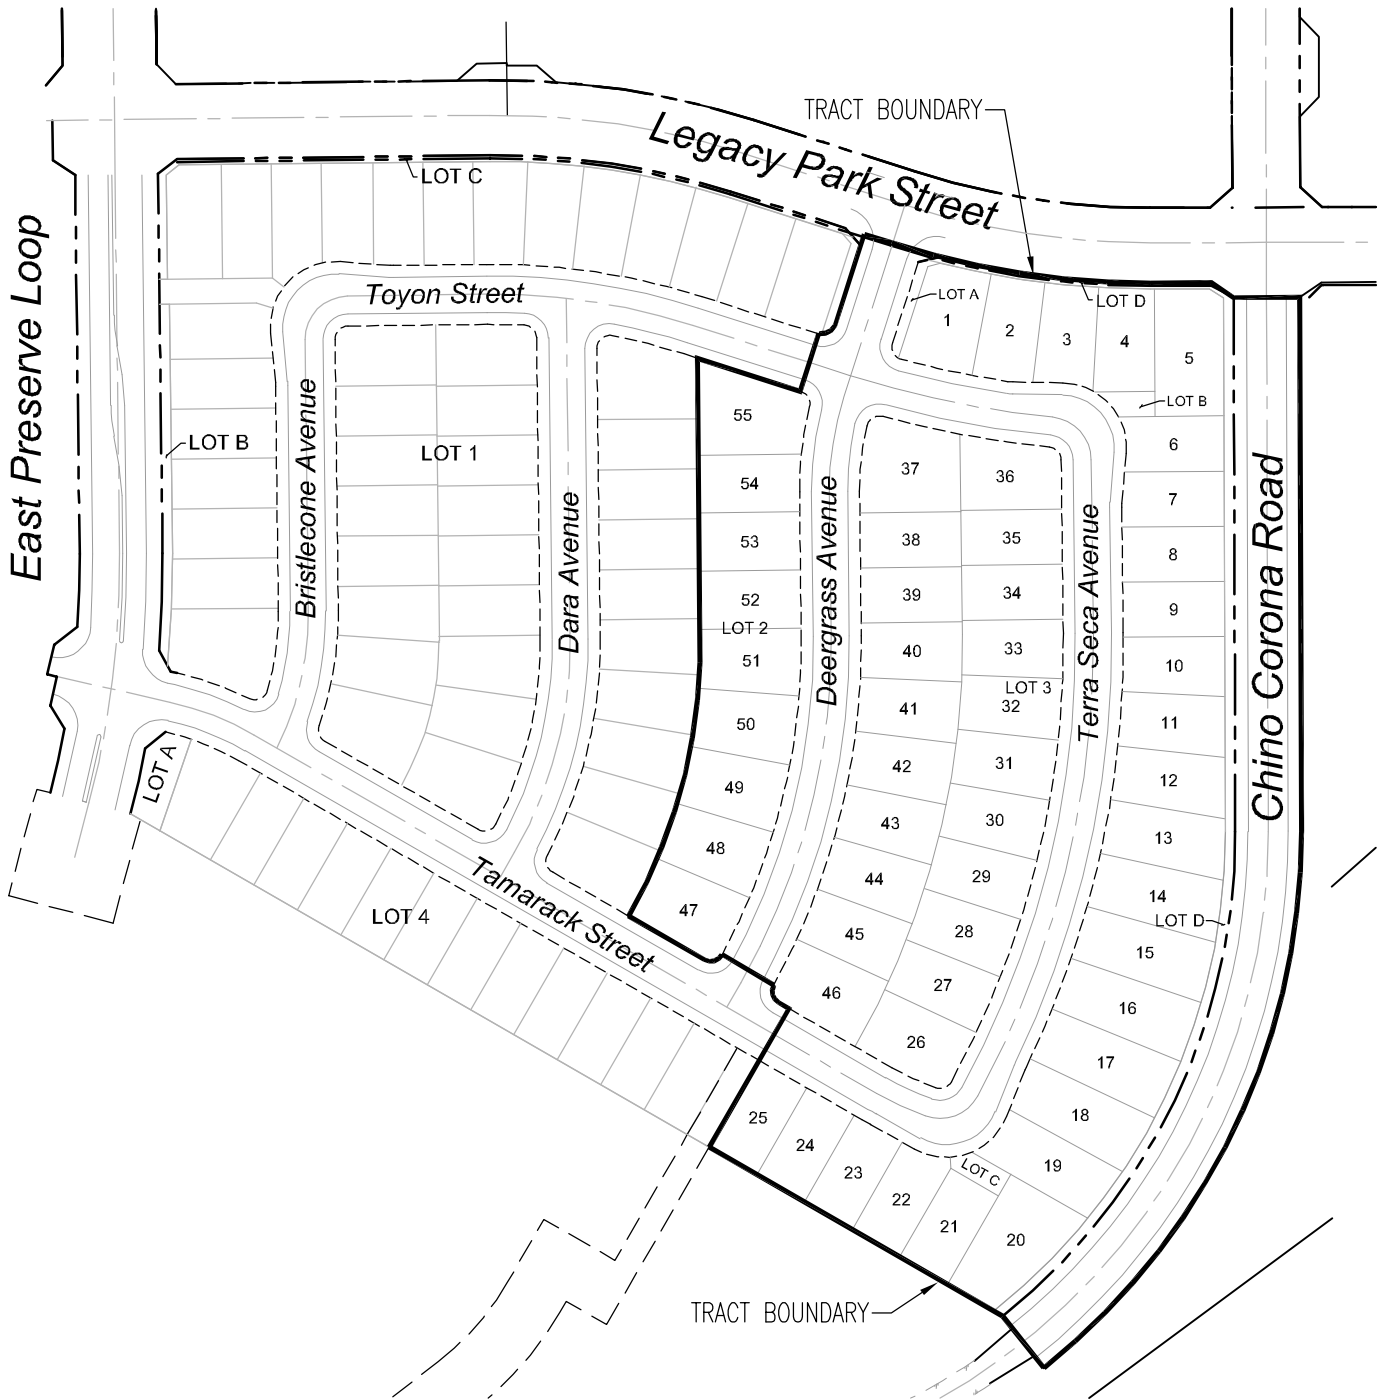 TRACT BOUNDARY
Legacy Park Street
LOT C
East Preserve Loop
Toyon Street
LOT A
LOT D
1
2
3
4
5
LOT B
55
6
LOT B
Bristlecone Avenue
LOT 1
37
36
Chino Corona Road
54
7
Dara Avenue
Deergrass Avenue
Terra Seca Avenue
53
38
35
8
52
39
34
9
LOT 2
51
40
33
10
LOT 3
50
41
32
11
LOT A
49
42
31
12
48
43
30
13
44
29
14
LOT 4
Tamarack Street
47
45
28
LOT D
15
46
27
16
26
17
25
24
23
22
21
LOT C
18
19
20
TRACT BOUNDARY